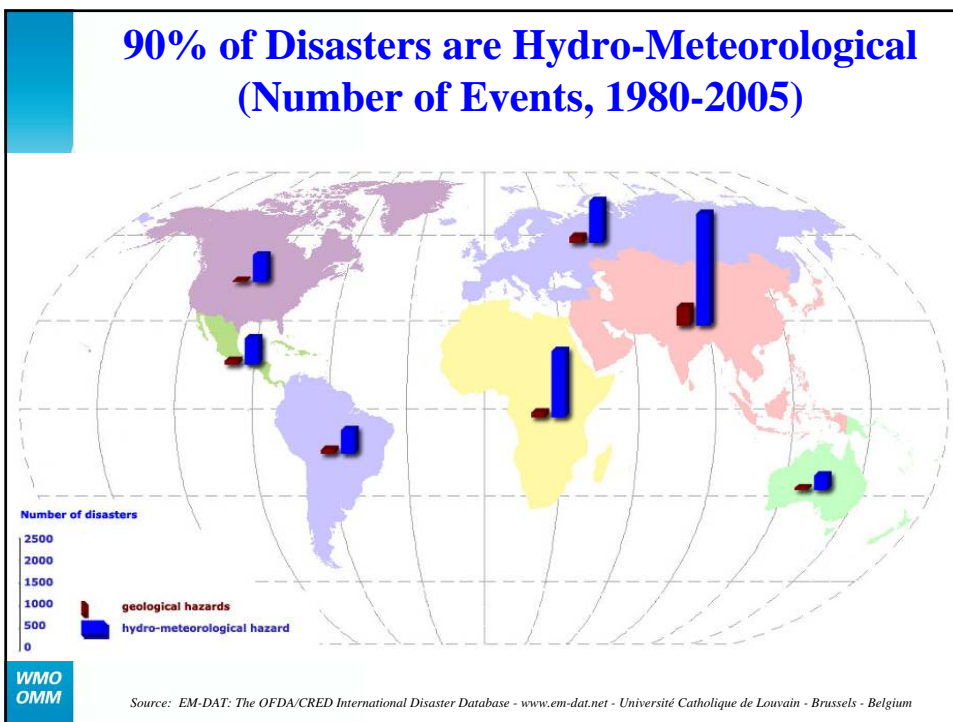 90% of Disasters are Hydro-Meteorological
(Number of Events, 1980-2005)
Number of disasters
2500
2000
1500
1000
500
0
geological hazards
hydro-meteorological hazard
WMO
OMM
Source: EM-DAT: The OFDA/CRED International Disaster Database - www.em-dat.net - Université Catholique de Louvain - Brussels - Belgium